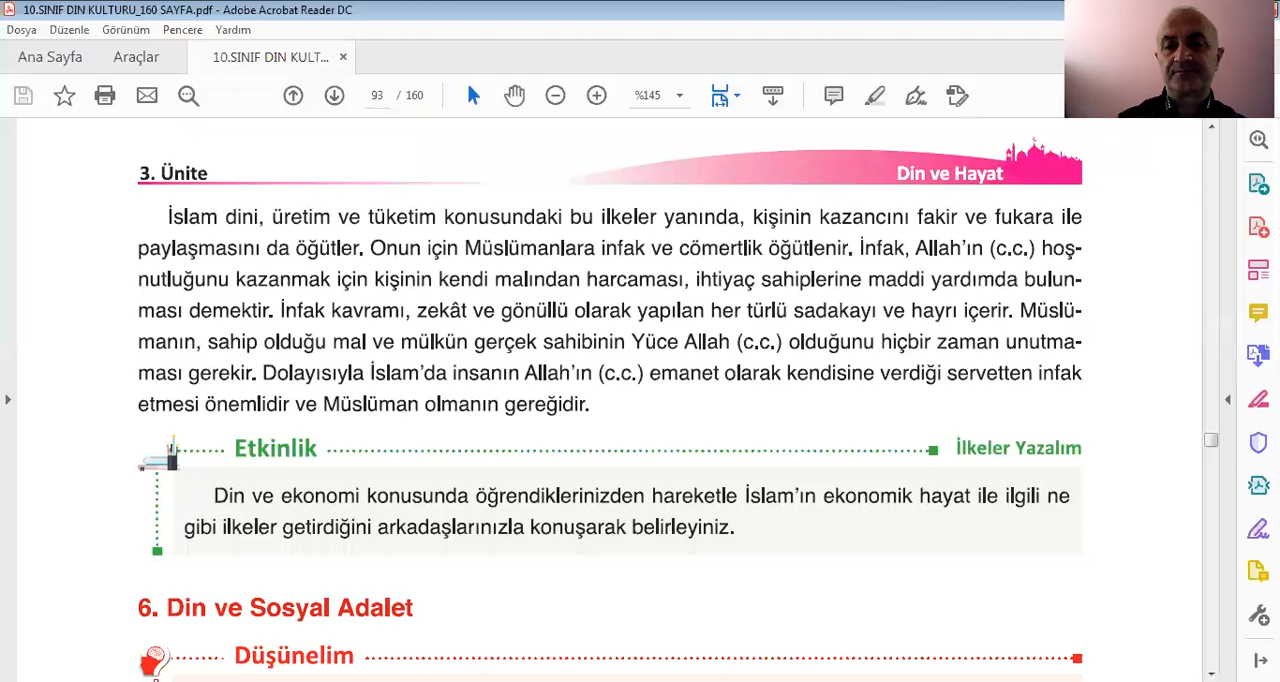 10.SINIF DIN KULTURU_160 SAYFA.pdf - Adobe Acrobat Reader DC
Dosya Düzenle Görünüm Pencere Yardım
Ana Sayfa Araçlar 10.SINIF DIN KULT... ×
93 / 160 %145
3. Ünite Din ve Hayat
İslam dini, üretim ve tüketim konusundaki bu ilkeler yanında, kişinin kazancını fakir ve fukara ile
paylaşmasını da öğütler. Onun için Müslümanlara infak ve cömertlik öğütlenir. İnfak, Allah’ın (c.c.) hoş-
nutluğunu kazanmak için kişinin kendi malından harcaması, ihtiyaç sahiplerine maddi yardımda bulun-
ması demektir. İnfak kavramı, zekât ve gönüllü olarak yapılan her türlü sadakayı ve hayrı içerir. Müslü-
manın, sahip olduğu mal ve mülkün gerçek sahibinin Yüce Allah (c.c.) olduğunu hiçbir zaman unutma-
ması gerekir. Dolayısıyla İslam’da insanın Allah’ın (c.c.) emanet olarak kendisine verdiği servetten infak
etmesi önemlidir ve Müslüman olmanın gereğidir.
Etkinlik İlkeler Yazalım
Din ve ekonomi konusunda öğrendiklerinizden hareketle İslam’ın ekonomik hayat ile ilgili ne
gibi ilkeler getirdiğini arkadaşlarınızla konuşarak belirleyiniz.
6. Din ve Sosyal Adalet
Düşünelim